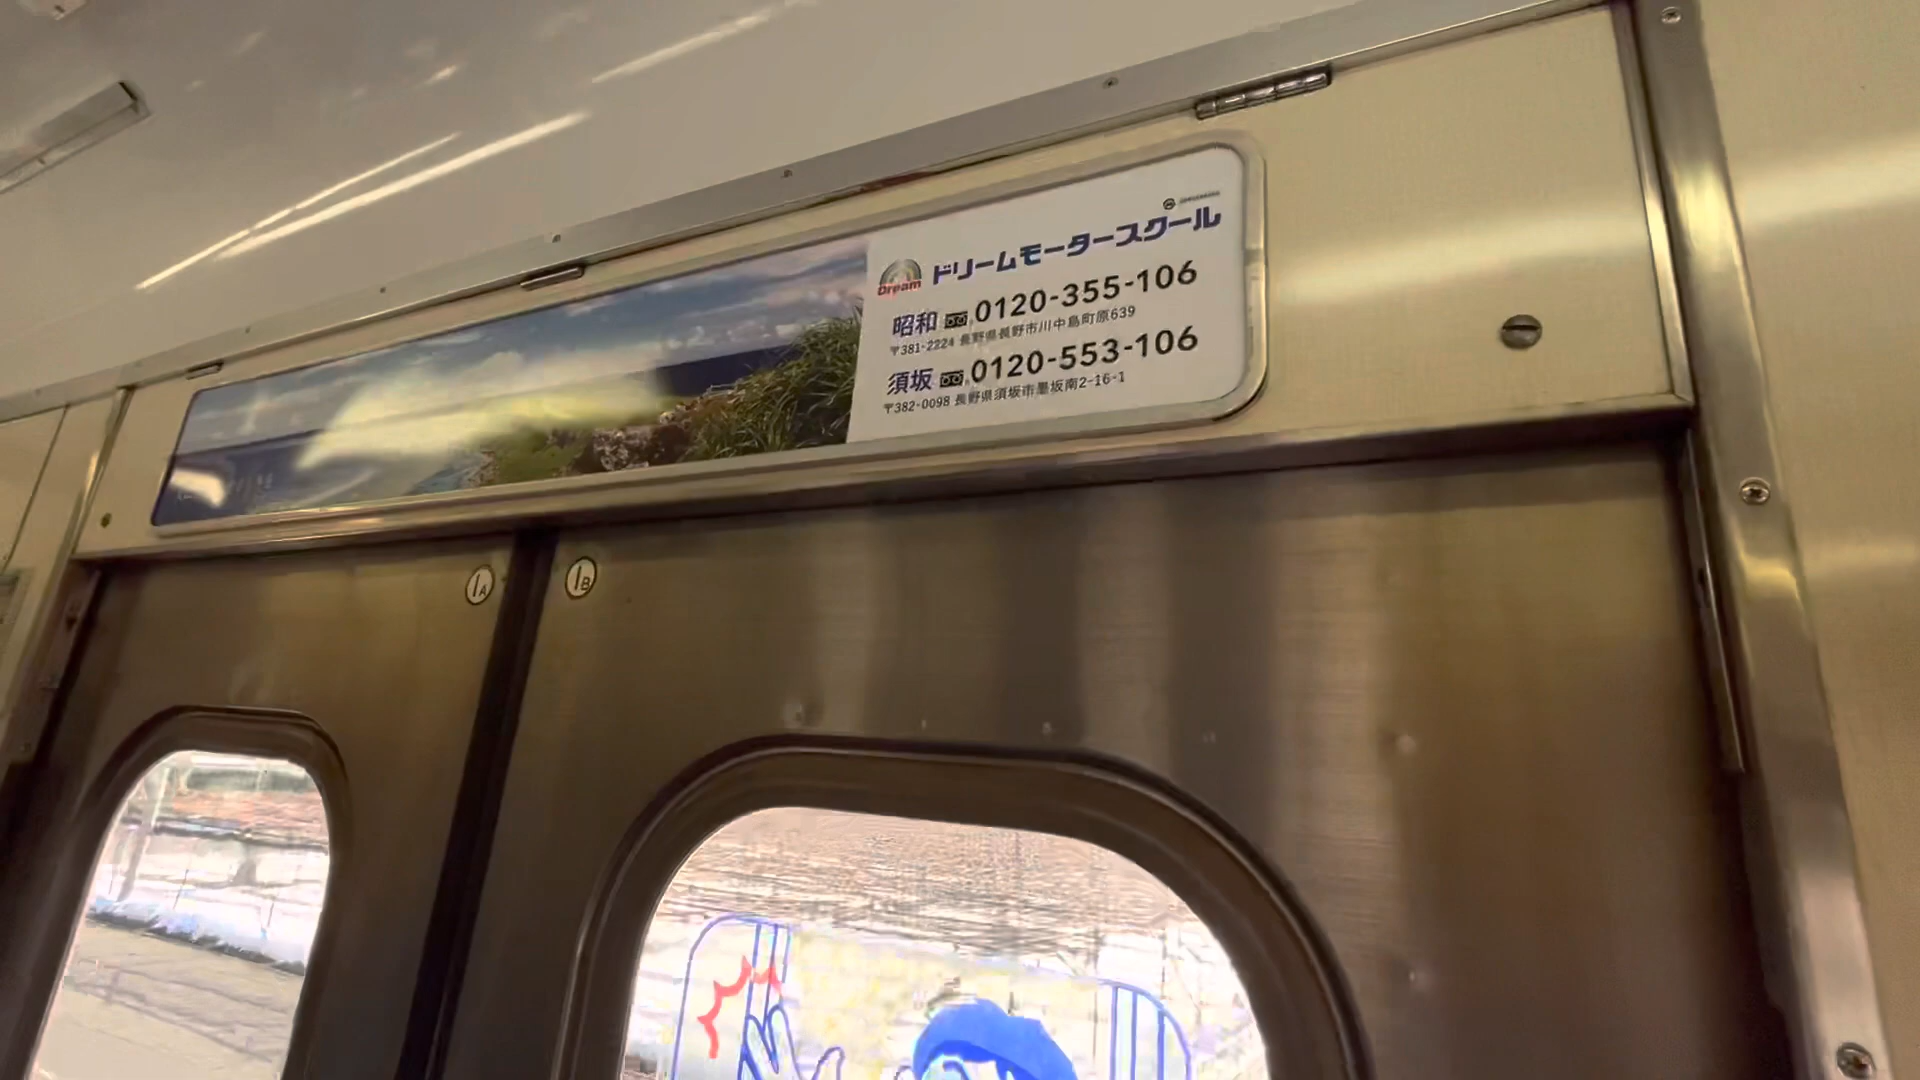 Dream ドリームモータースクール
昭和 0120-355-106
〒381-2224 長野県長野市川中島町原639
須坂 0120-553-106
〒382-0098 長野県須坂市墨坂南2-16-1
1A 1B